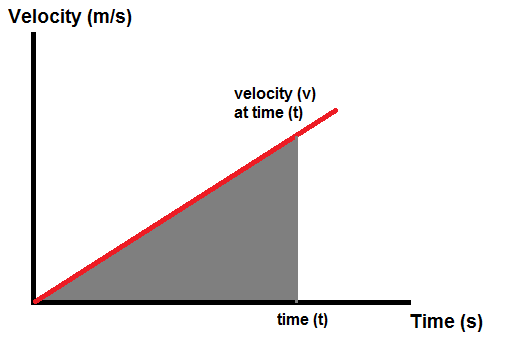 Velocity (m/s)
velocity (v)
at time (t)
time (t)
Time (s)